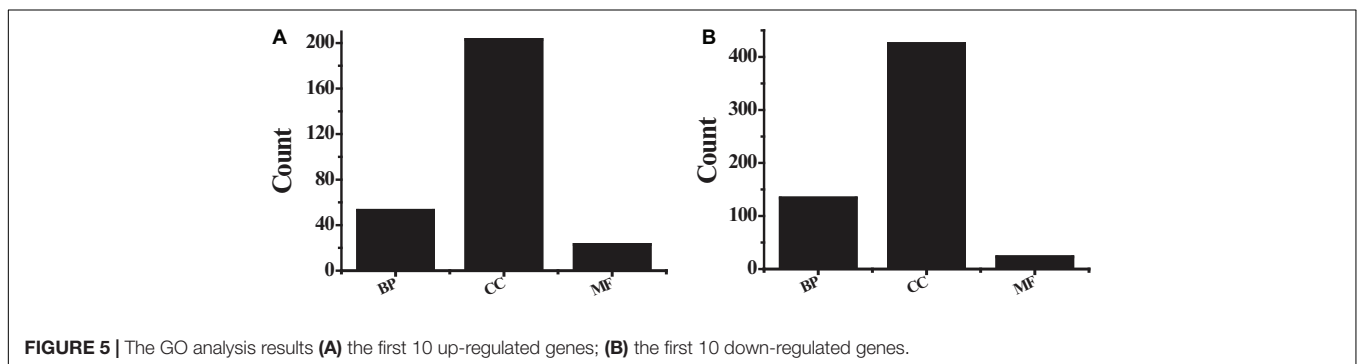 A
200
160
120
80
40
0
Count
BP
CC
MF
B
400
300
200
100
0
Count
BP
CC
MF
FIGURE 5 | The GO analysis results (A) the first 10 up-regulated genes; (B) the first 10 down-regulated genes.